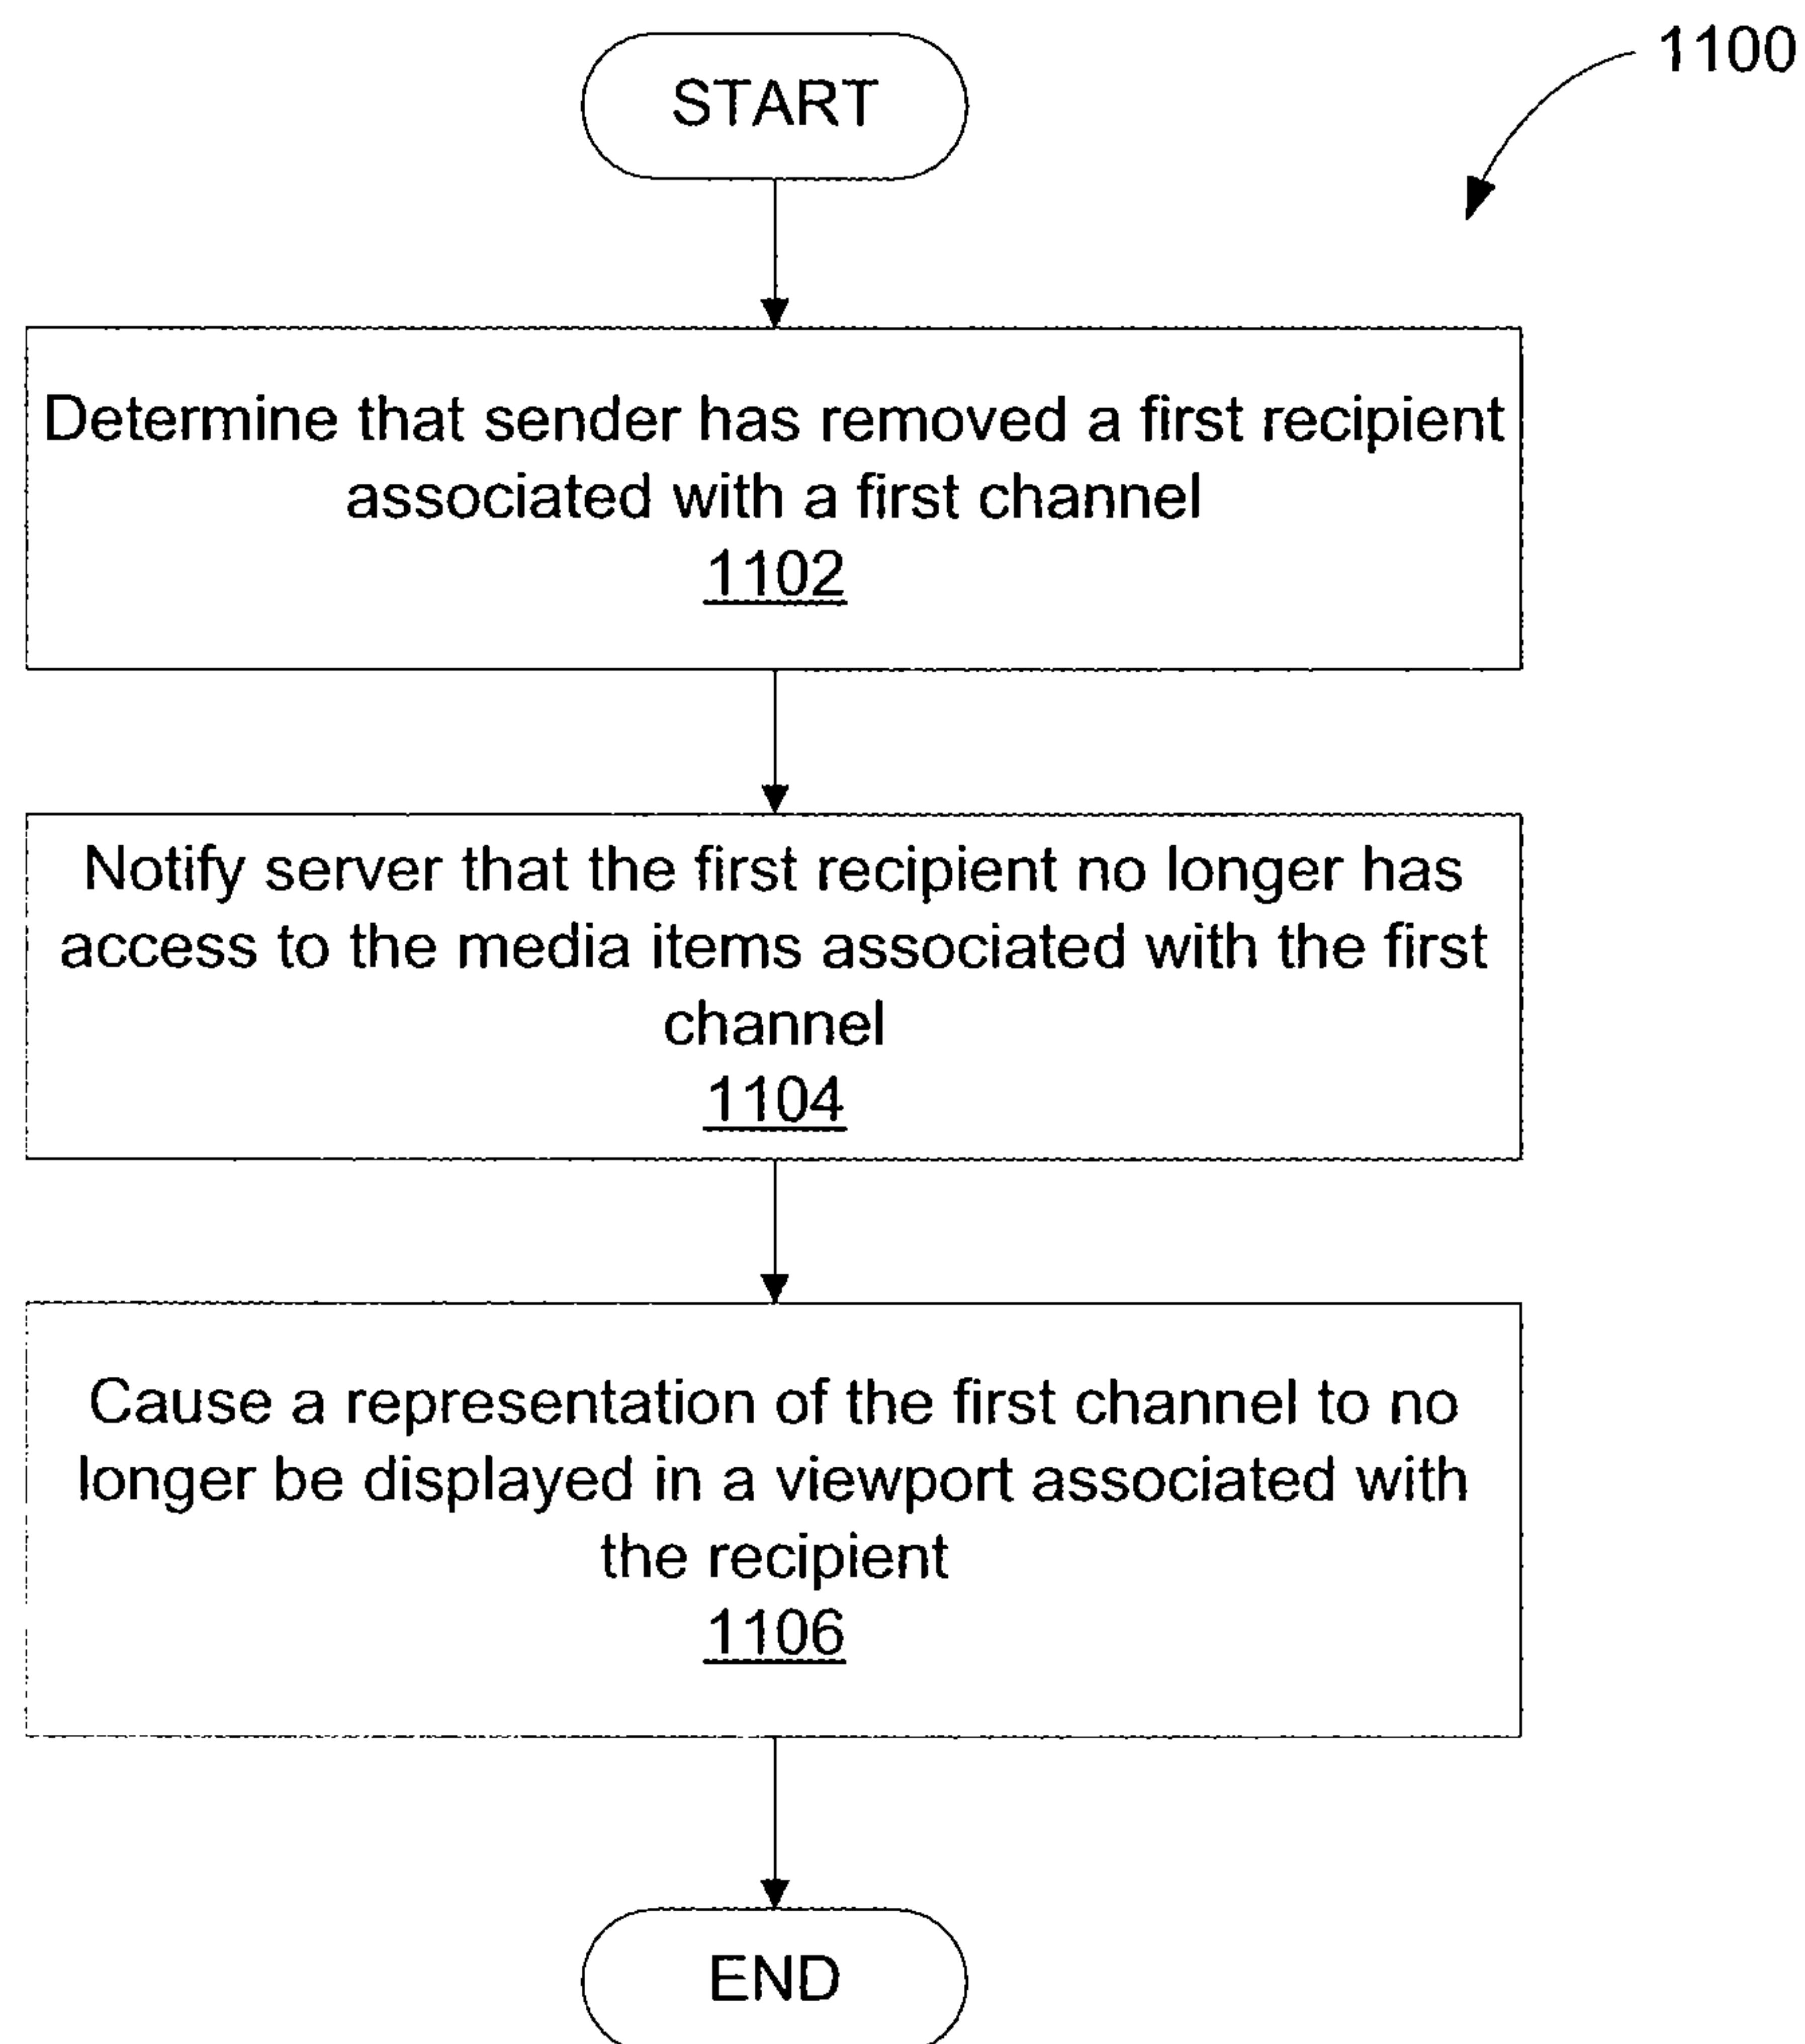 1100
START
Determine that sender has removed a first recipient
associated with a first channel
1102
Notify server that the first recipient no longer has
access to the media items associated with the first
channel
1104
Cause a representation of the first channel to no
longer be displayed in a viewport associated with
the recipient
1106
END